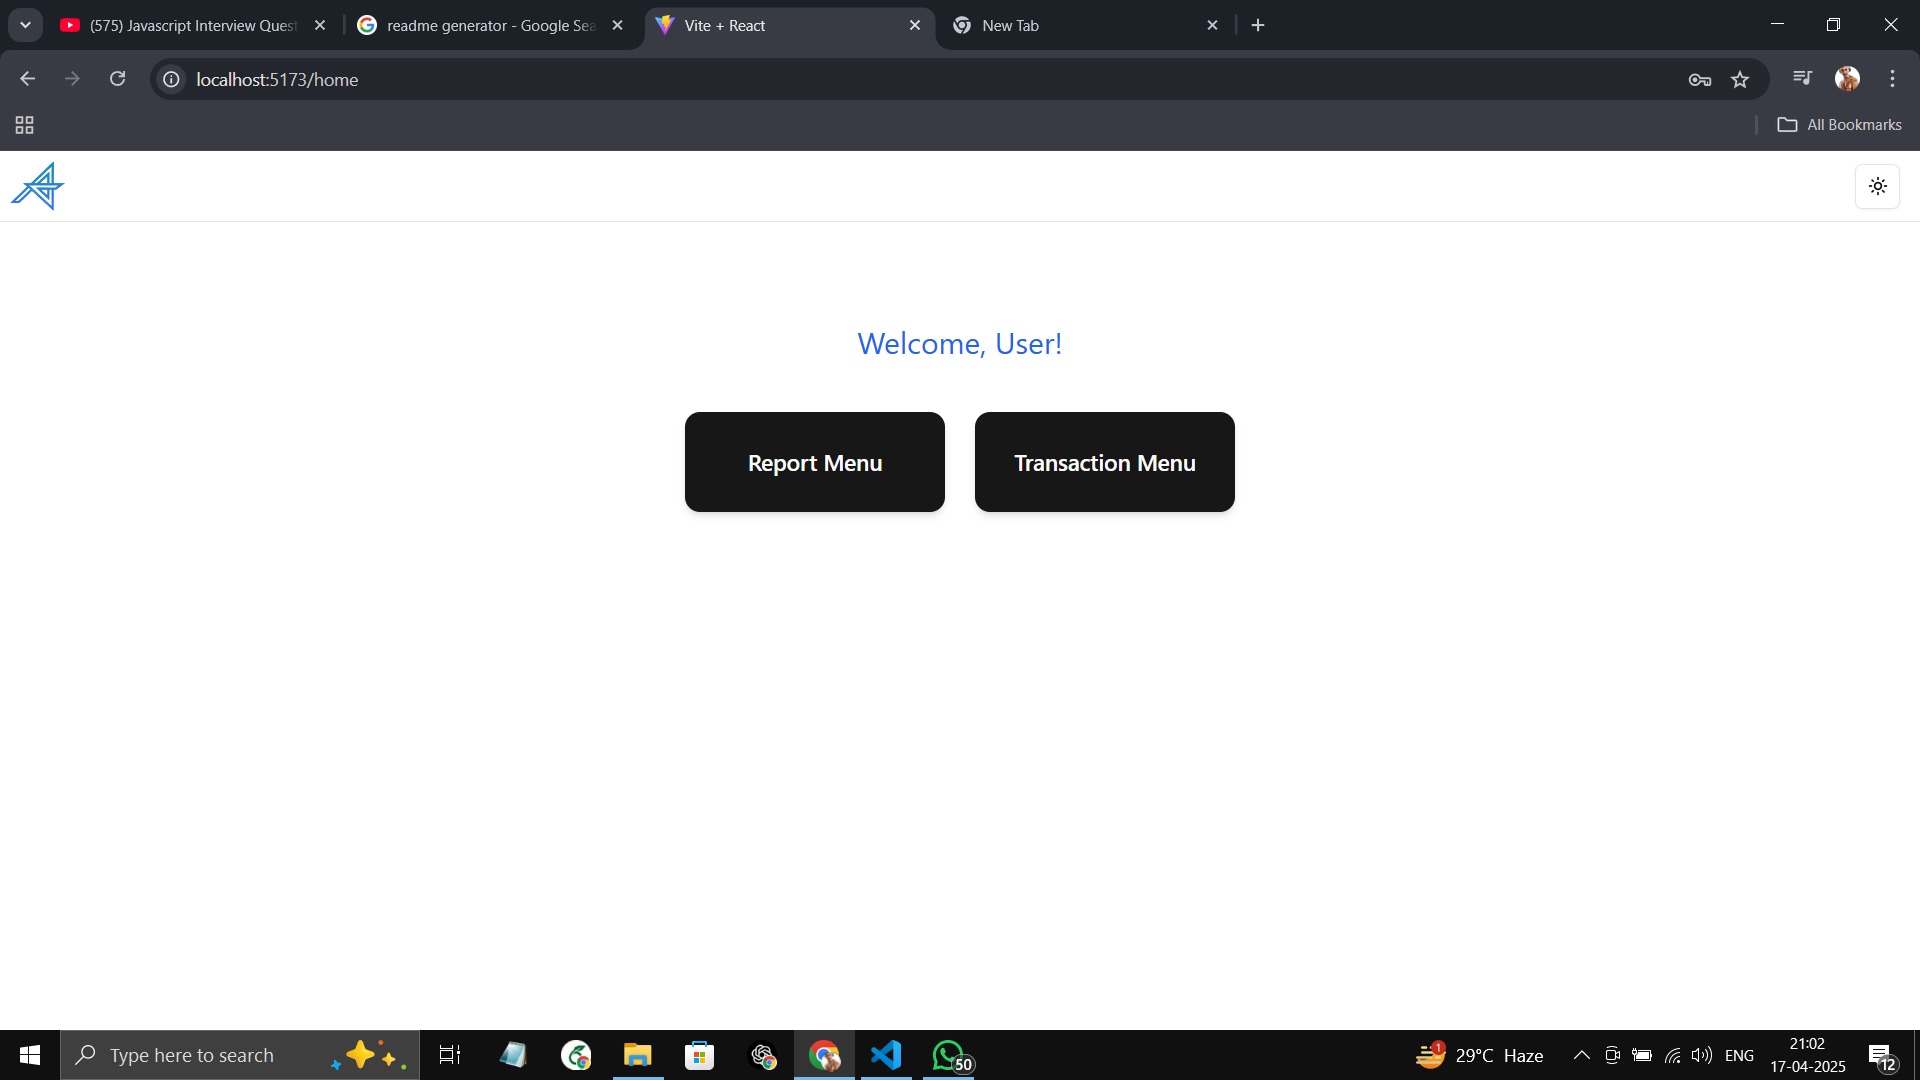 (575) Javascript Interview Quest
readme generator - Google Sea
Vite + React
New Tab
localhost:5173/home
All Bookmarks
Welcome, User!
Report Menu
Transaction Menu
Type here to search
50
1
29°C Haze
ENG
21:02
17-04-2025
12